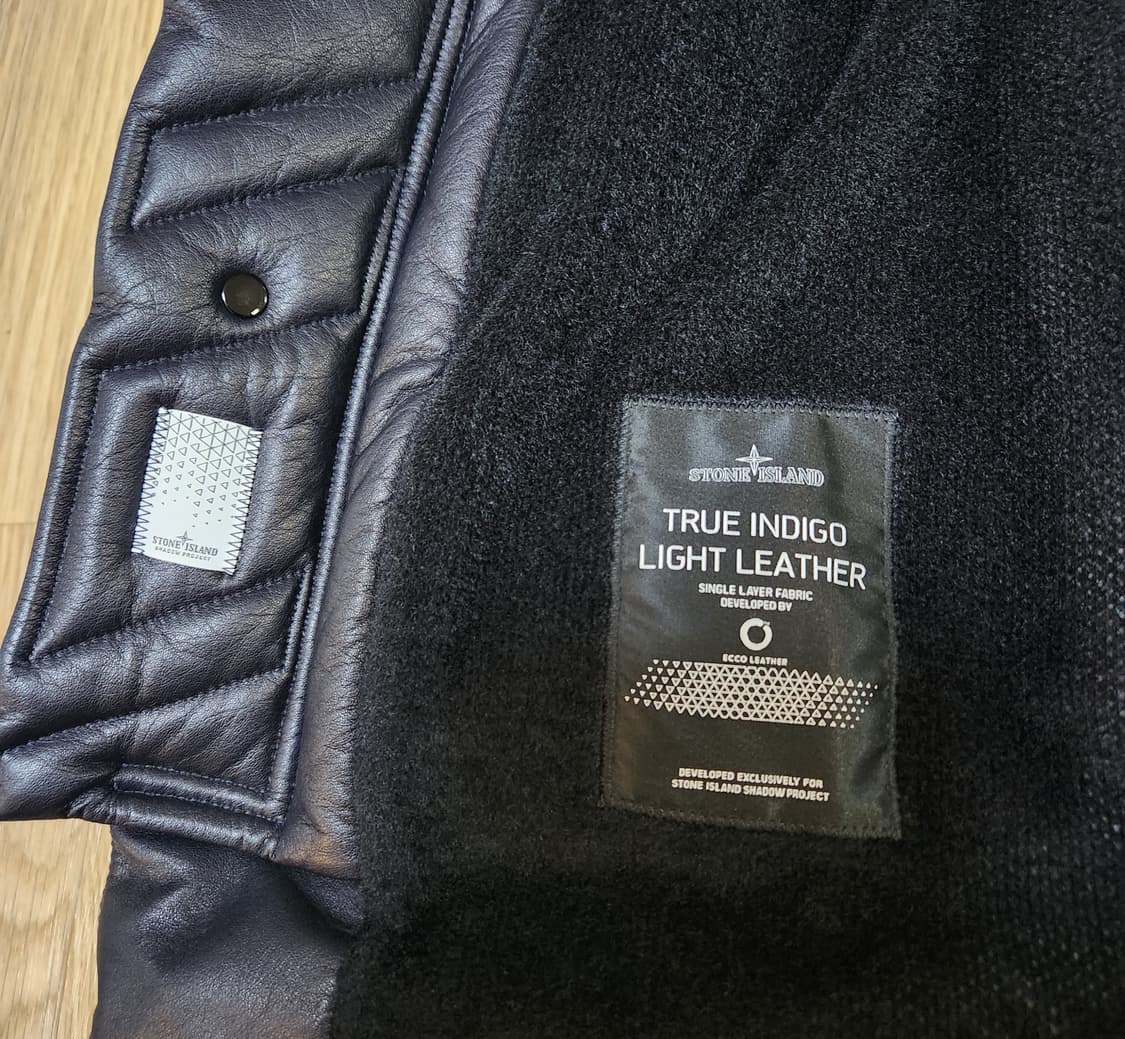 STONE ISLAND
SHADOW PROJECT
STONE ISLAND
TRUE INDIGO
LIGHT LEATHER
SINGLE LAYER FABRIC
DEVELOPED BY
ECCO LEATHER
DEVELOPED EXCLUSIVELY FOR
STONE ISLAND SHADOW PROJECT